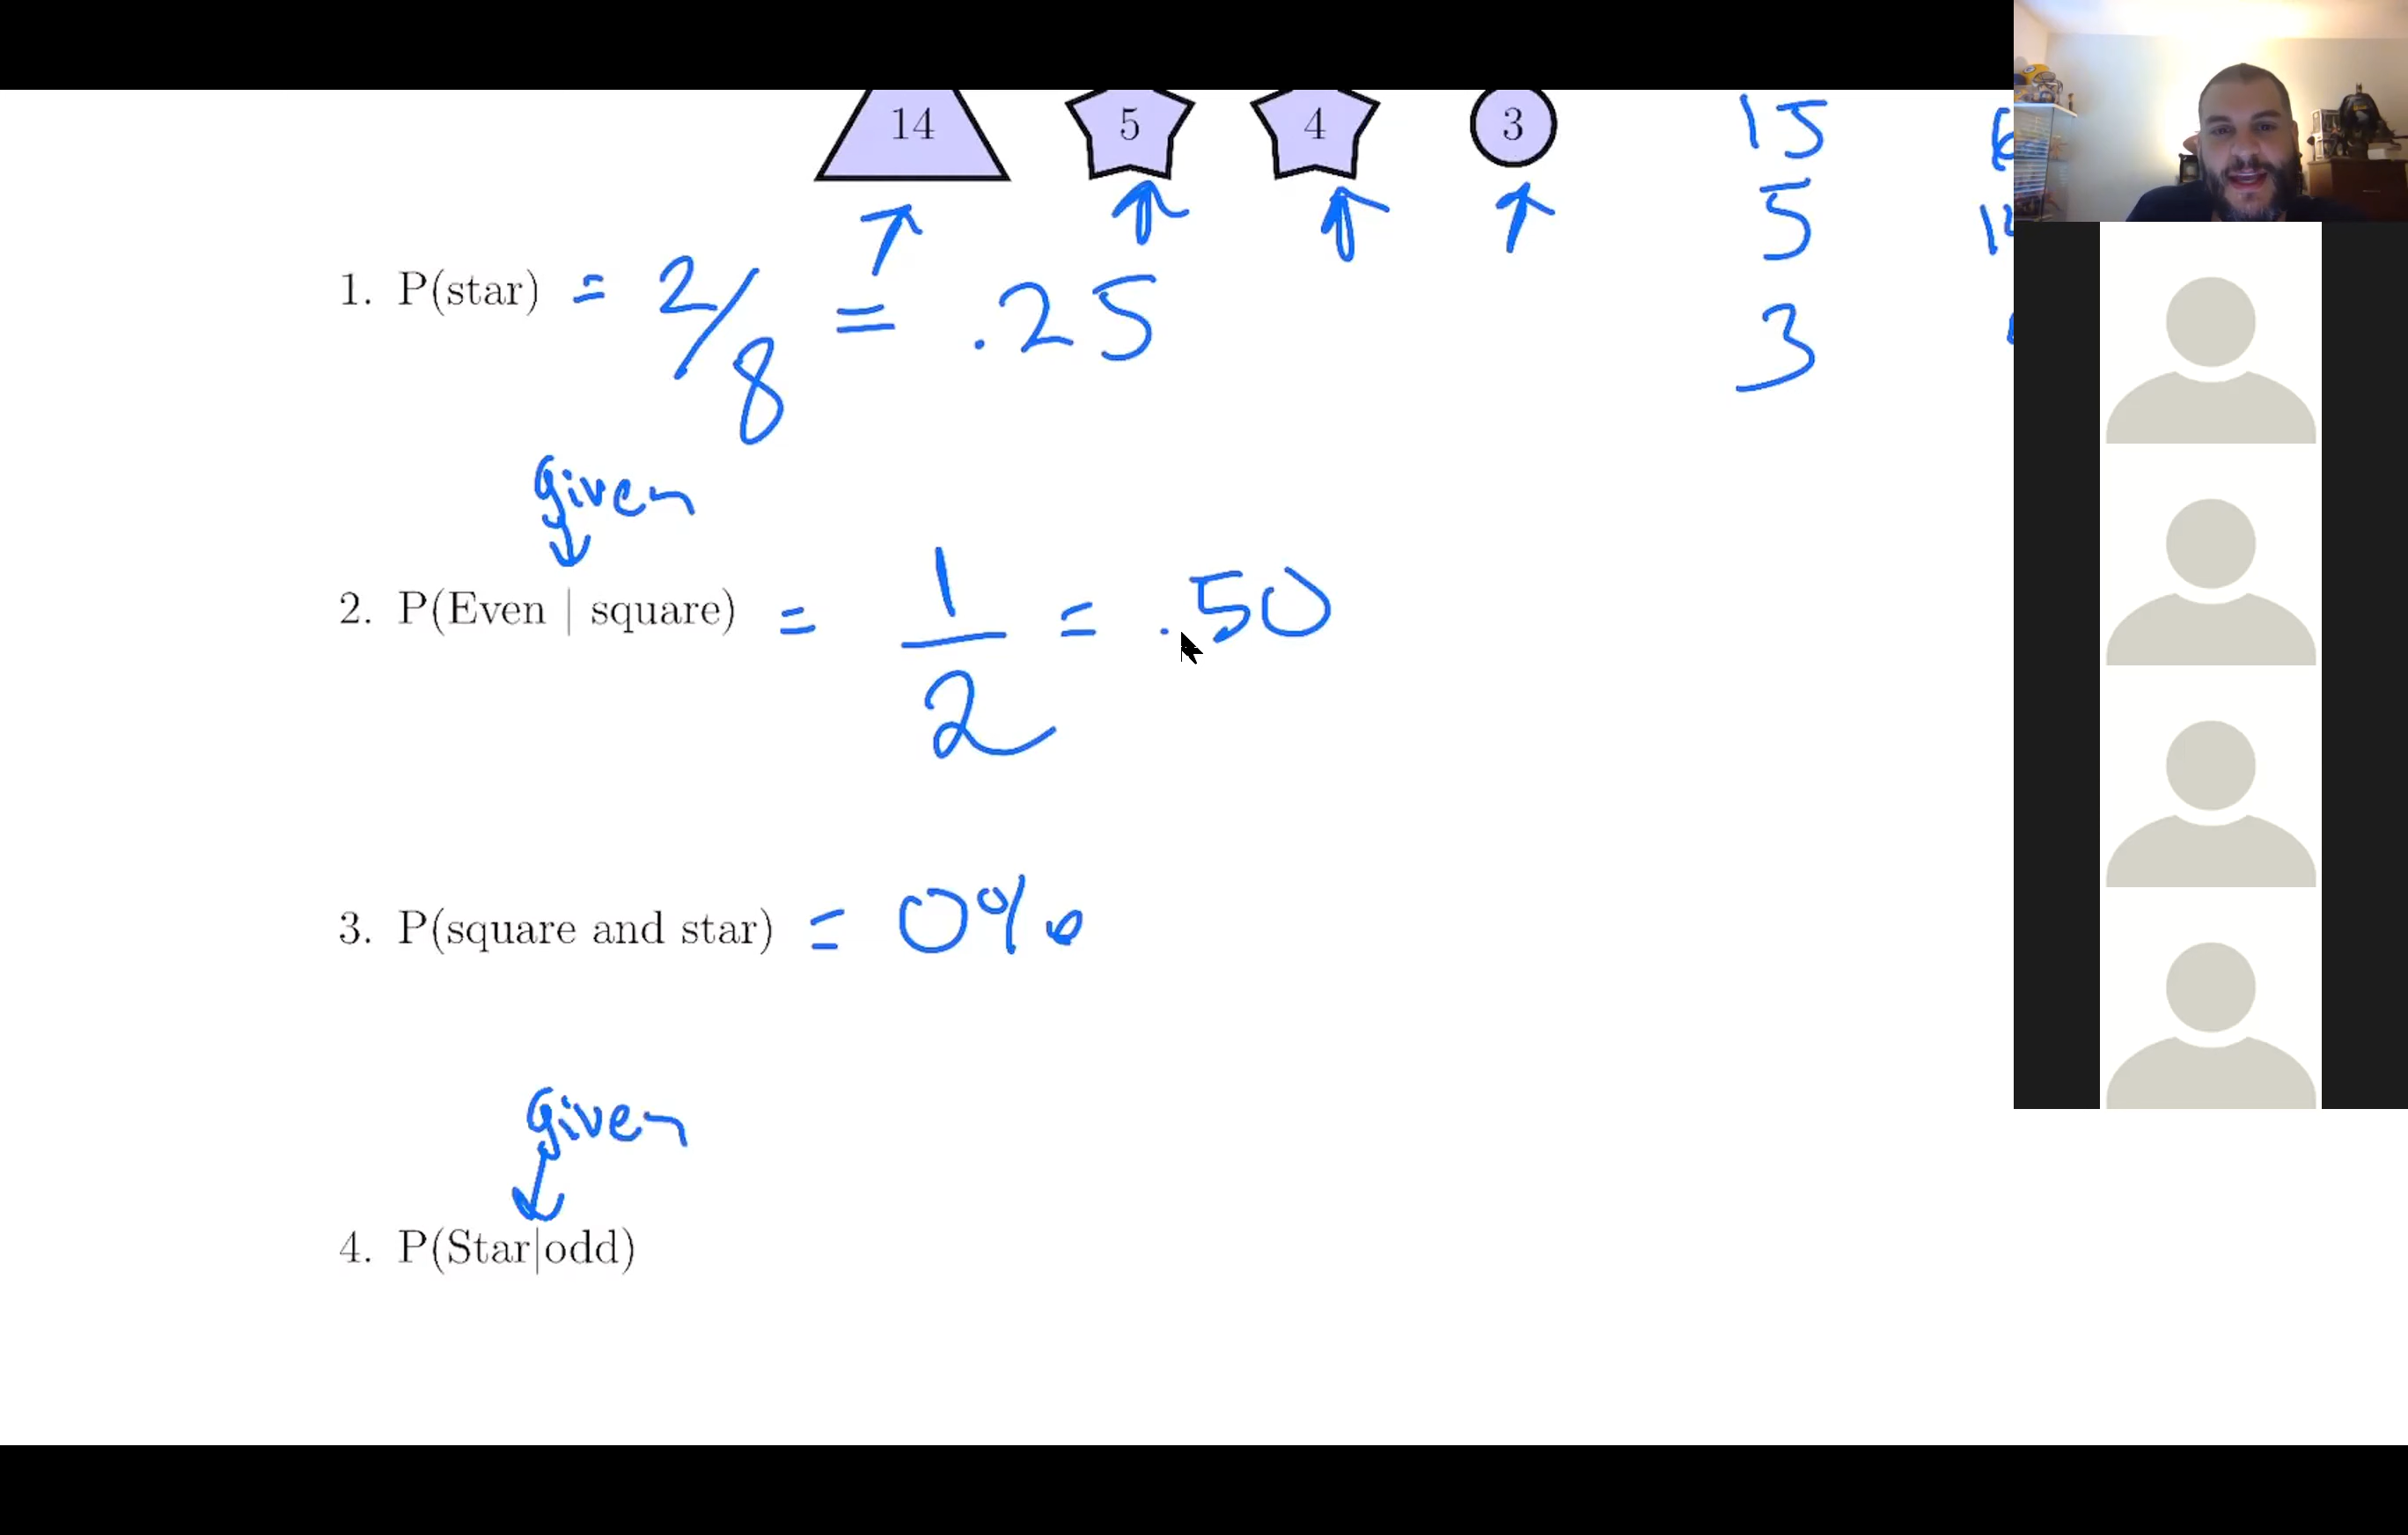 14 5 4 3 15
5
3
1. P(star) = 2/8 = .25
given
2. P(Even | square) = 1/2 = .50
3. P(square and star) = 0%
given
4. P(Star|odd)